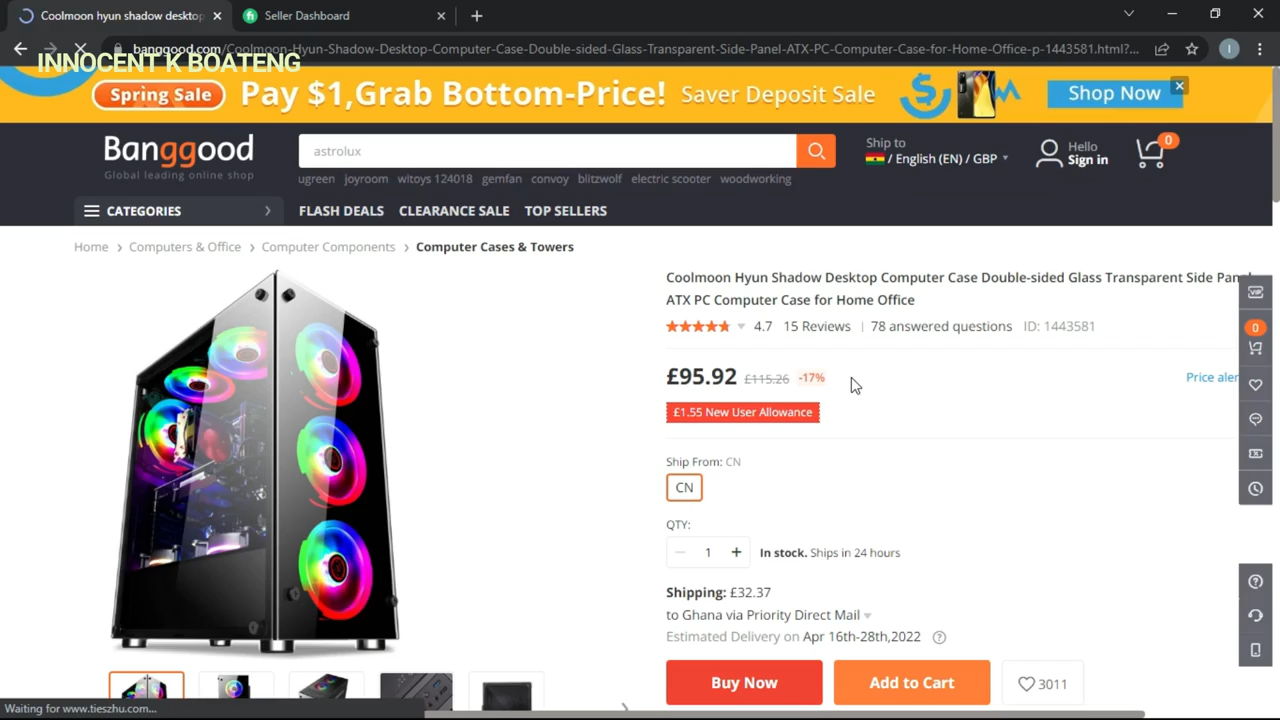 Coolmoon hyun shadow desktop
Seller Dashboard
banggood.com/Coolmoon-Hyun-Shadow-Desktop-Computer-Case-Double-sided-Glass-Transparent-Side-Panel-ATX-PC-Computer-Case-for-Home-Office-p-1443581.html?...
I
INNOCENT K BOATENG
Spring Sale
Pay $1,Grab Bottom-Price!
Saver Deposit Sale
Shop Now
Banggood
Global leading online shop
astrolux
ugreen joyroom witoys 124018 gemfan convoy blitzwolf electric scooter woodworking
Ship to
/ English (EN) / GBP
Hello
Sign in
0
CATEGORIES
FLASH DEALS CLEARANCE SALE TOP SELLERS
Home > Computers & Office > Computer Components > Computer Cases & Towers
Coolmoon Hyun Shadow Desktop Computer Case Double-sided Glass Transparent Side Pan
ATX PC Computer Case for Home Office
4.7 15 Reviews | 78 answered questions ID: 1443581
£95.92 £115.26 -17%
Price aler
£1.55 New User Allowance
VIP
0
Ship From: CN
CN
QTY:
1
In stock. Ships in 24 hours
Shipping: £32.37
to Ghana via Priority Direct Mail
Estimated Delivery on Apr 16th-28th,2022
Buy Now
Add to Cart
3011
Waiting for www.tieszhu.com...